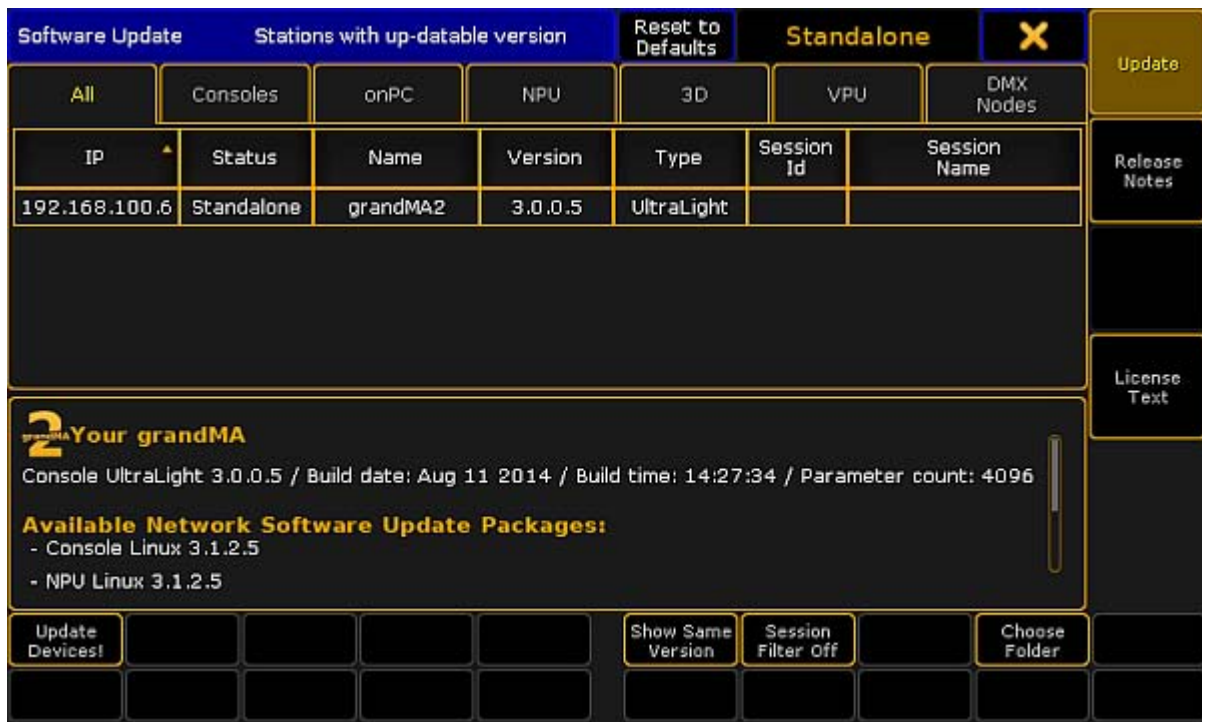 Software Update Stations with up-datable version Reset to Defaults Standalone
Update
All Consoles onPC NPU 3D VPU DMX Nodes
IP Status Name Version Type Session Id Session Name
Release Notes
192.168.100.6 Standalone grandMA2 3.0.0.5 UltraLight
License Text
2 grandMA Your grandMA
Console UltraLight 3.0.0.5 / Build date: Aug 11 2014 / Build time: 14:27:34 / Parameter count: 4096
Available Network Software Update Packages:
- Console Linux 3.1.2.5
- NPU Linux 3.1.2.5
Update Devices! Show Same Version Session Filter Off Choose Folder